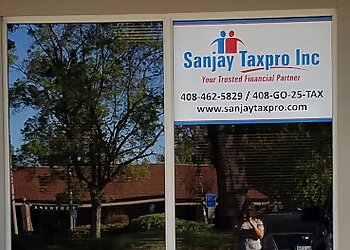 Sanjay Taxpro Inc
Your Trusted Financial Partner
408-462-5829 / 408-GO-25-TAX
www.sanjaytaxpro.com